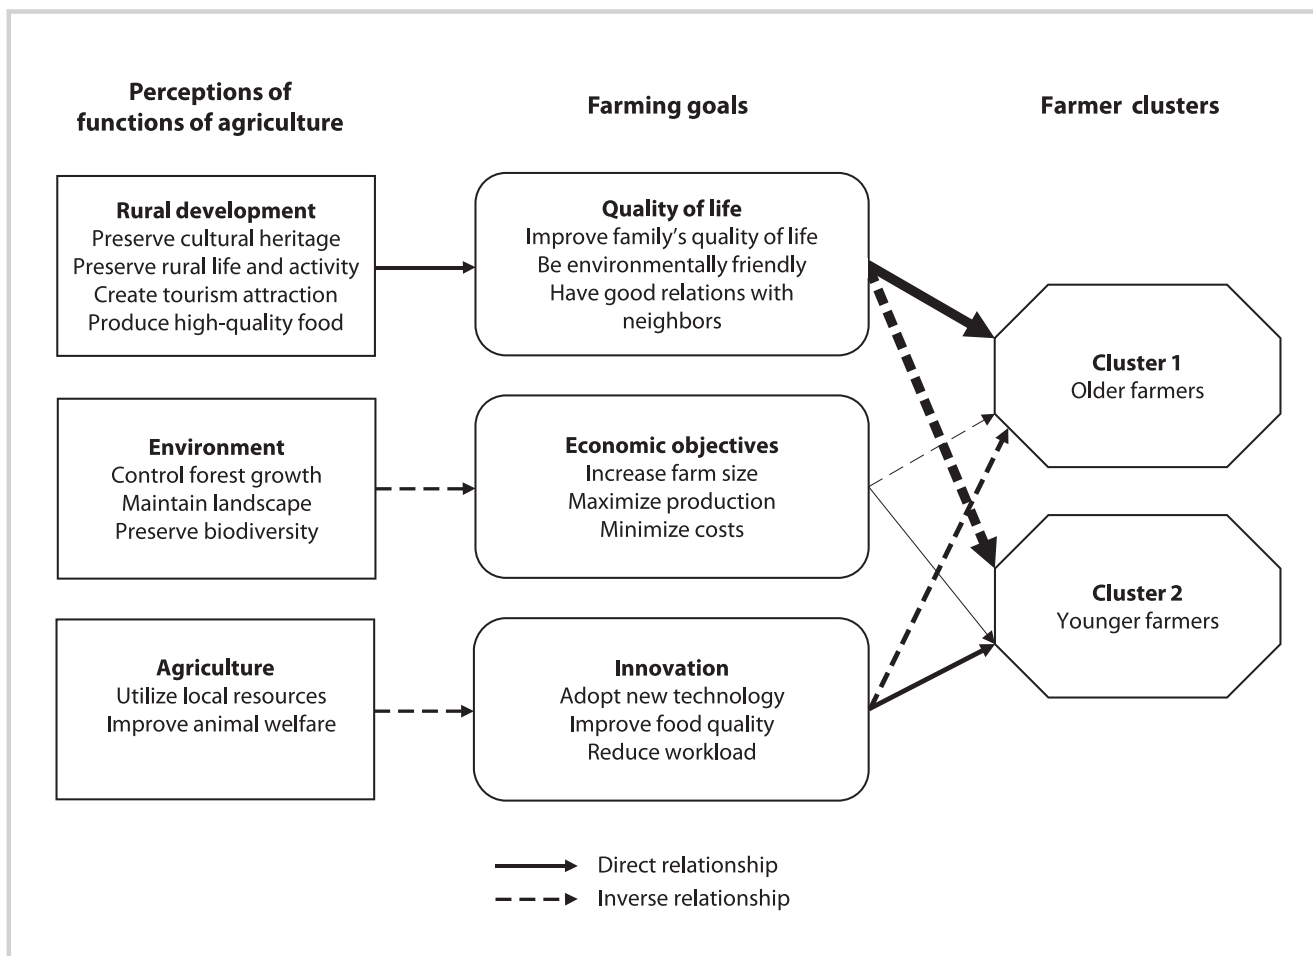 Perceptions of
functions of agriculture
Farming goals
Farmer clusters
Rural development
Preserve cultural heritage
Preserve rural life and activity
Create tourism attraction
Produce high-quality food
Quality of life
Improve family's quality of life
Be environmentally friendly
Have good relations with
neighbors
Cluster 1
Older farmers
Environment
Control forest growth
Maintain landscape
Preserve biodiversity
Economic objectives
Increase farm size
Maximize production
Minimize costs
Cluster 2
Younger farmers
Agriculture
Utilize local resources
Improve animal welfare
Innovation
Adopt new technology
Improve food quality
Reduce workload
Direct relationship
Inverse relationship